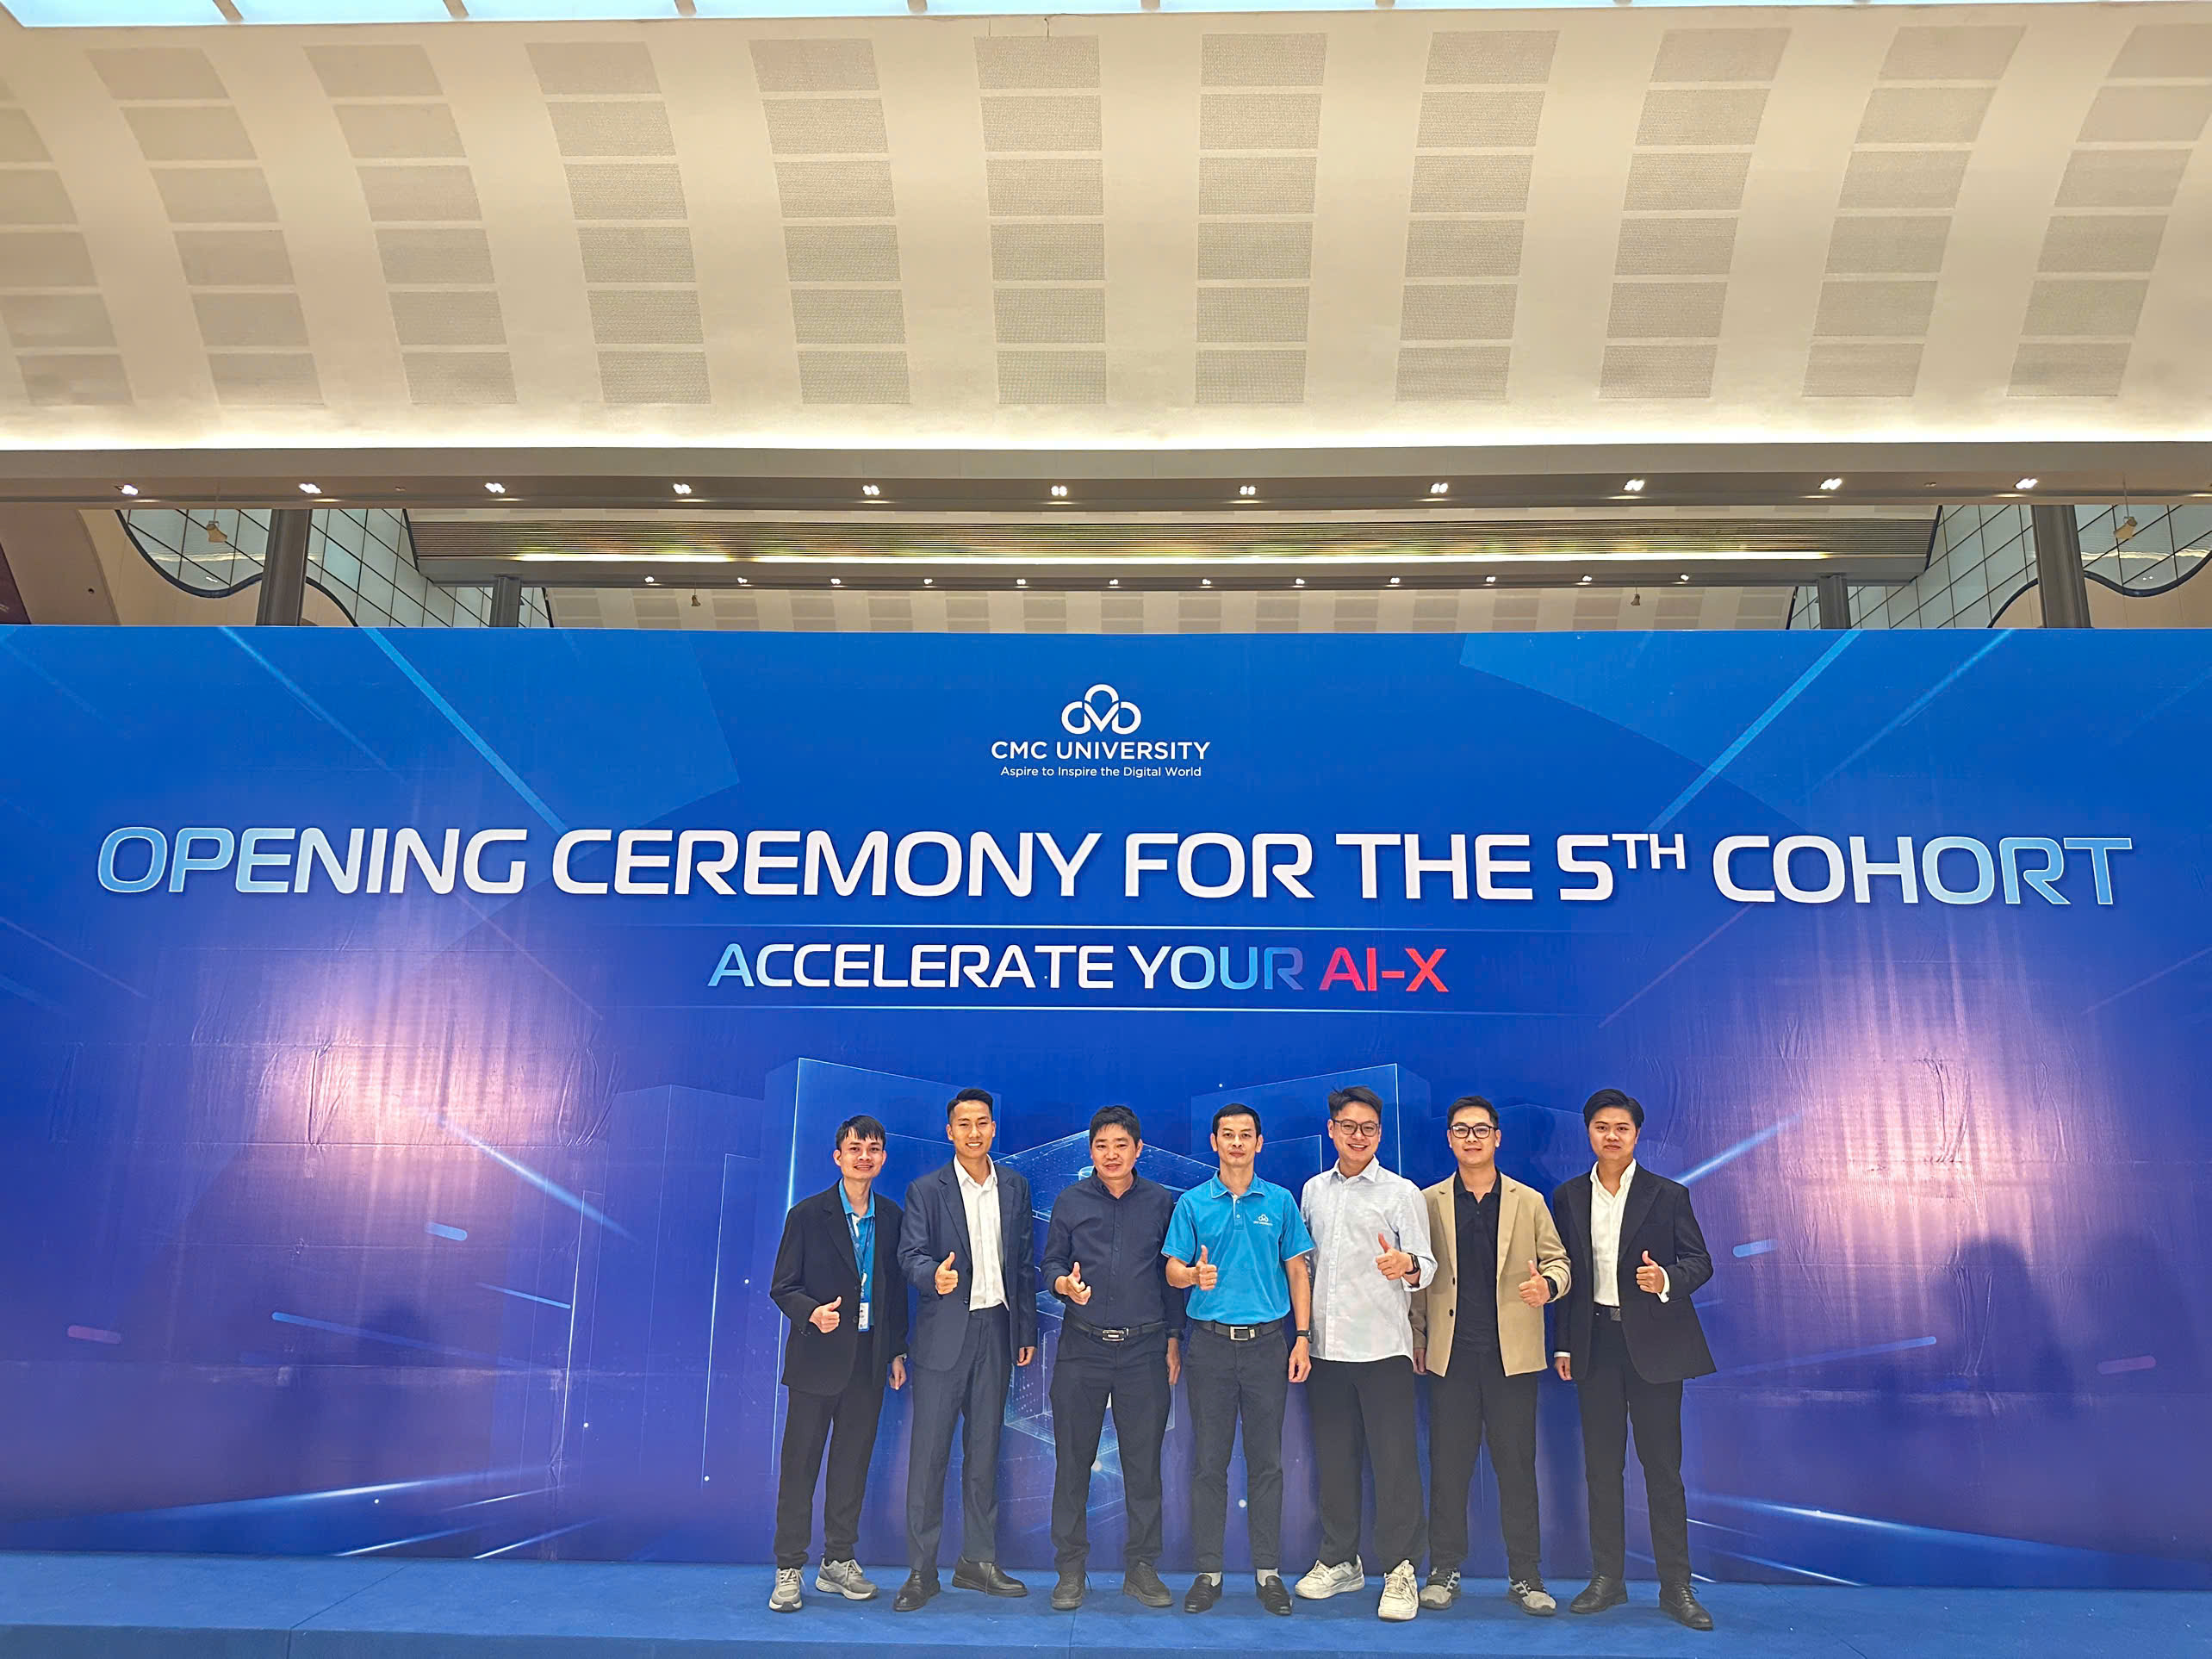 CMC UNIVERSITY
Aspire to Inspire the Digital World
OPENING CEREMONY FOR THE 5TH COHORT
ACCELERATE YOUR AI-X